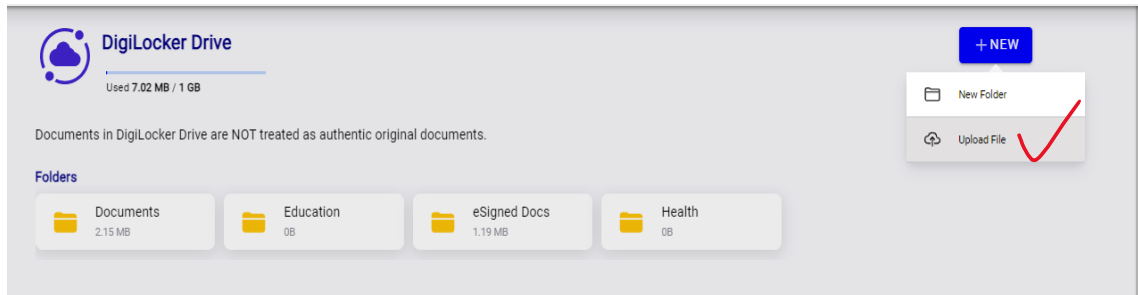 DigiLocker Drive
Used 7.02 MB / 1 GB
+ NEW
New Folder
Upload File
Documents in DigiLocker Drive are NOT treated as authentic original documents.
Folders
Documents
2.15 MB
Education
0B
eSigned Docs
1.19 MB
Health
0B